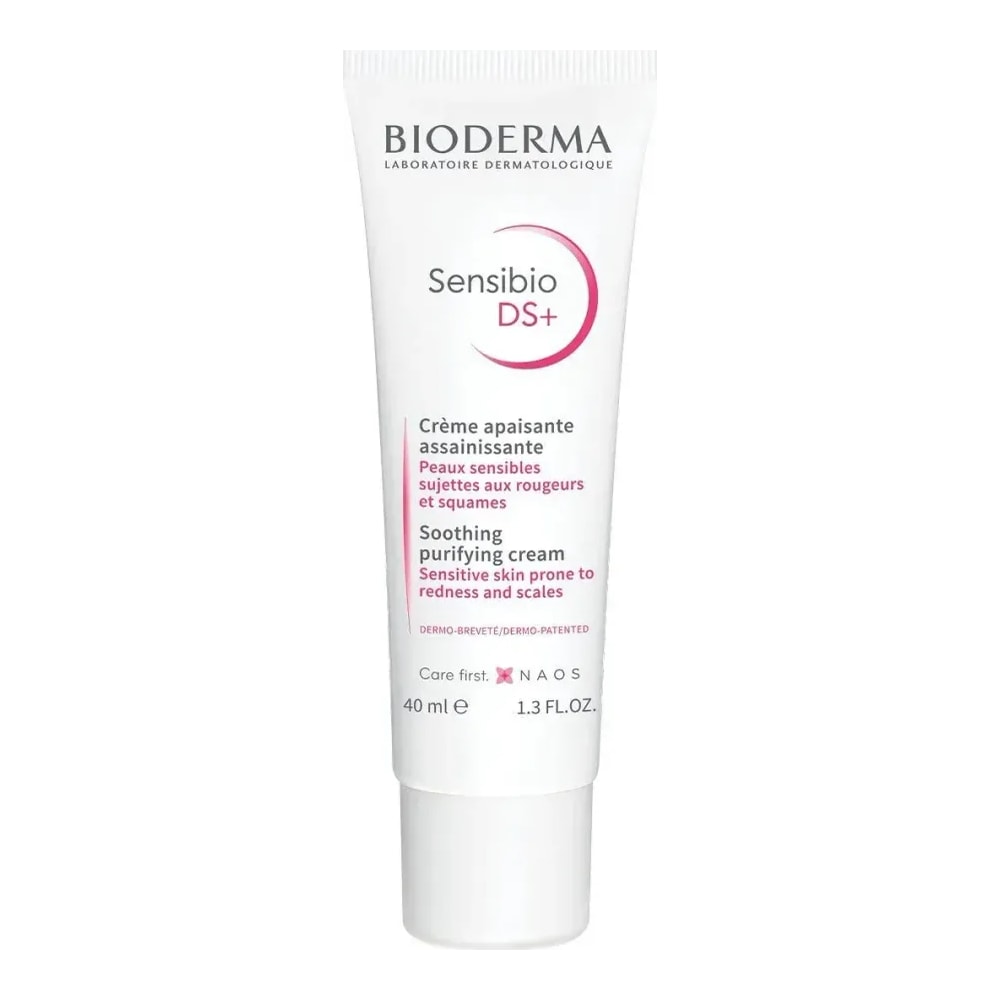 BIODERMA
LABORATOIRE DERMATOLOGIQUE
Sensibio
DS+
Crème apaisante
assainissante
Peaux sensibles
sujettes aux rougeurs
et squames
Soothing
purifying cream
Sensitive skin prone to
redness and scales
DERMO-BREVETÉ/DERMO-PATENTED
Care first. NAOS
40 ml ℮ 1.3 FL.OZ.